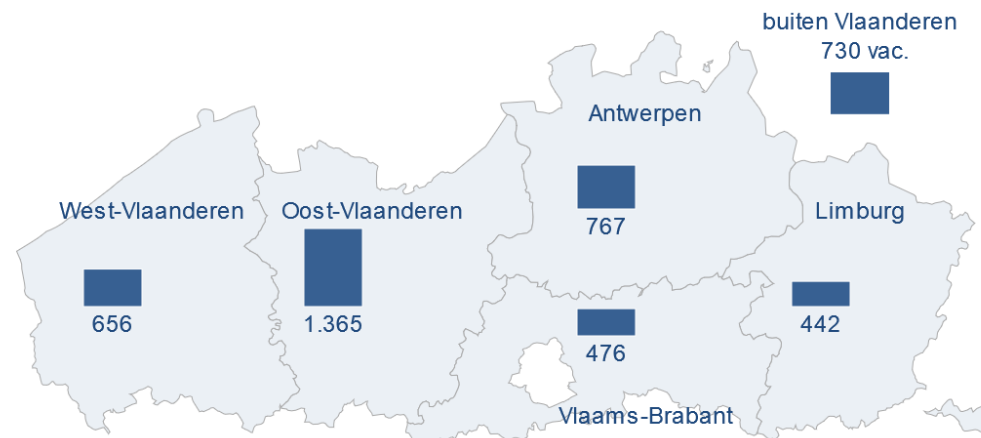 buiten Vlaanderen
730 vac.
Antwerpen
767
West-Vlaanderen
656
Oost-Vlaanderen
1.365
Limburg
442
476
Vlaams-Brabant